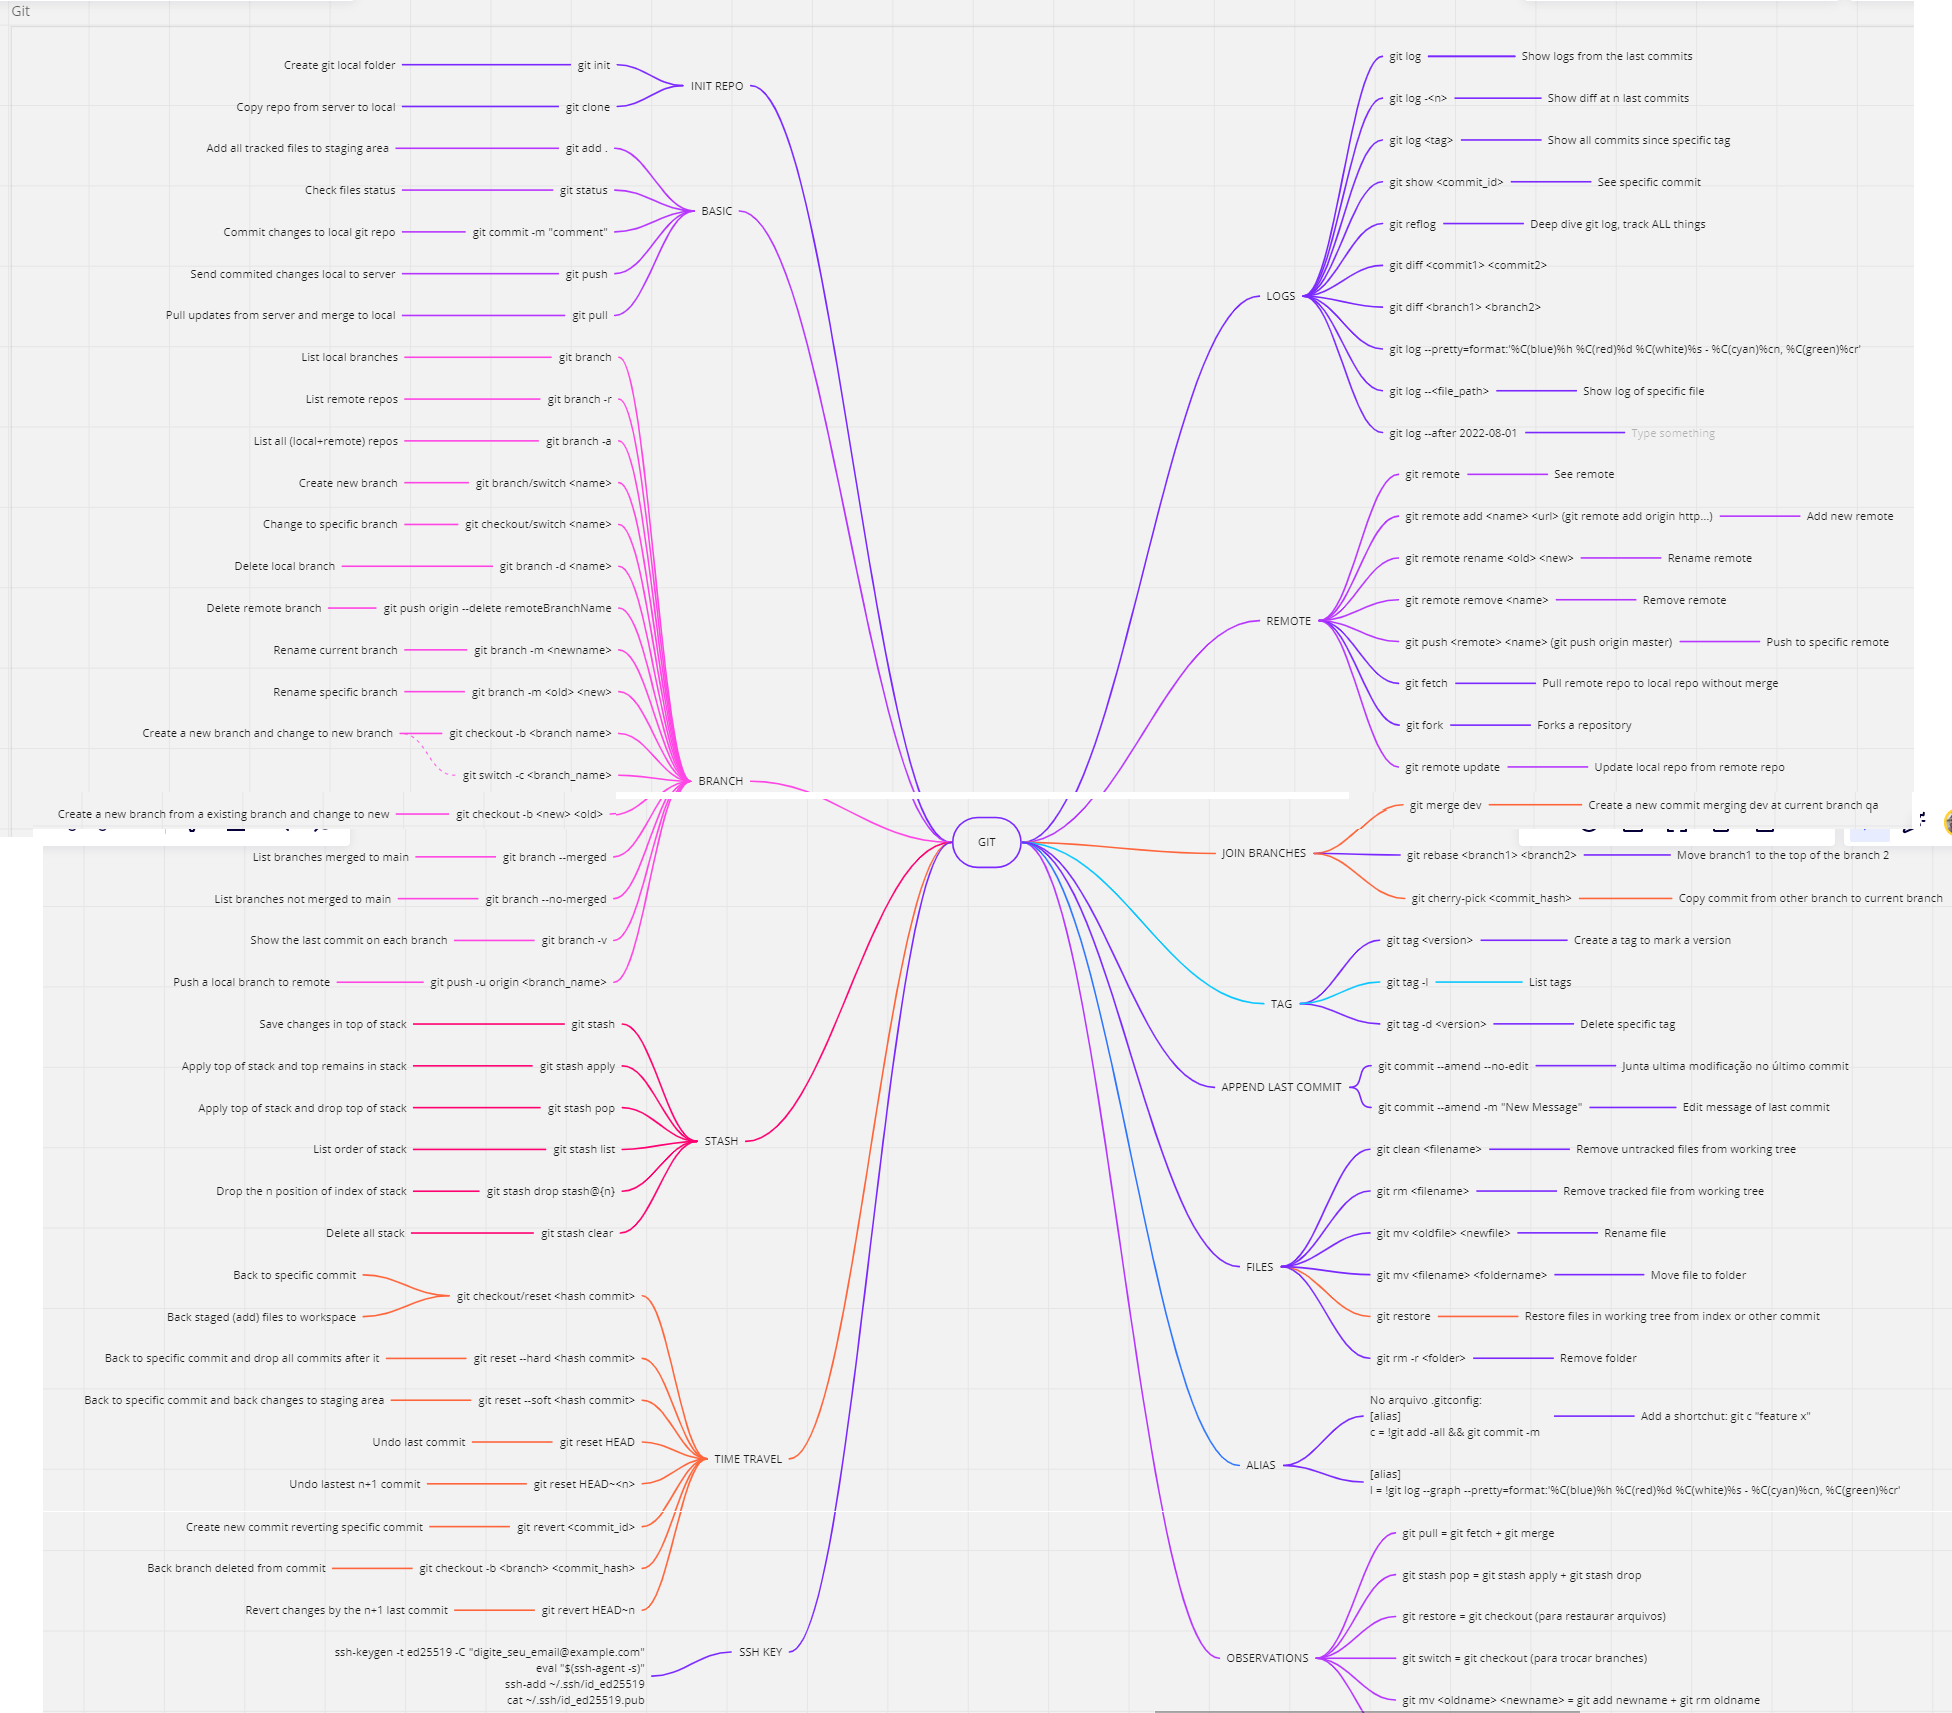 Git
Create git local folder
git init
Copy repo from server to local
git clone
INIT REPO
Add all tracked files to staging area
git add .
Check files status
git status
Commit changes to local git repo
git commit -m "comment"
Send commited changes local to server
git push
Pull updates from server and merge to local
git pull
BASIC
List local branches
git branch
List remote repos
git branch -r
List all (local+remote) repos
git branch -a
Create new branch
git branch/switch <name>
Change to specific branch
git checkout/switch <name>
Delete local branch
git branch -d <name>
Delete remote branch
git push origin --delete remoteBranchName
Rename current branch
git branch -m <newname>
Rename specific branch
git branch -m <old> <new>
Create a new branch and change to new branch
git checkout -b <branch name>
git switch -c <branch_name>
BRANCH
Create a new branch from a existing branch and change to new
git checkout -b <new> <old>
List branches merged to main
git branch --merged
List branches not merged to main
git branch --no-merged
Show the last commit on each branch
git branch -v
Push a local branch to remote
git push -u origin <branch_name>
Save changes in top of stack
git stash
Apply top of stack and top remains in stack
git stash apply
Apply top of stack and drop top of stack
git stash pop
List order of stack
git stash list
Drop the n position of index of stack
git stash drop stash@{n}
Delete all stack
git stash clear
STASH
Back to specific commit
Back staged (add) files to workspace
git checkout/reset <hash commit>
Back to specific commit and drop all commits after it
git reset --hard <hash commit>
Back to specific commit and back changes to staging area
git reset --soft <hash commit>
Undo last commit
git reset HEAD
Undo lastest n+1 commit
git reset HEAD~<n>
Create new commit reverting specific commit
git revert <commit_id>
Back branch deleted from commit
git checkout -b <branch> <commit_hash>
Revert changes by the n+1 last commit
git revert HEAD~n
TIME TRAVEL
ssh-keygen -t ed25519 -C "digite_seu_email@example.com"
eval "$(ssh-agent -s)"
ssh-add ~/.ssh/id_ed25519
cat ~/.ssh/id_ed25519.pub
SSH KEY
GIT
LOGS
git log
Show logs from the last commits
git log -<n>
Show diff at n last commits
git log <tag>
Show all commits since specific tag
git show <commit_id>
See specific commit
git reflog
Deep dive git log, track ALL things
git diff <commit1> <commit2>
git diff <branch1> <branch2>
git log --pretty=format:'%C(blue)%h %C(red)%d %C(white)%s - %C(cyan)%cn, %C(green)%cr'
git log --<file_path>
Show log of specific file
git log --after 2022-08-01
Type something
REMOTE
git remote
See remote
git remote add <name> <url> (git remote add origin http...)
Add new remote
git remote rename <old> <new>
Rename remote
git remote remove <name>
Remove remote
git push <remote> <name> (git push origin master)
Push to specific remote
git fetch
Pull remote repo to local repo without merge
git fork
Forks a repository
git remote update
Update local repo from remote repo
JOIN BRANCHES
git merge dev
Create a new commit merging dev at current branch qa
git rebase <branch1> <branch2>
Move branch1 to the top of the branch 2
git cherry-pick <commit_hash>
Copy commit from other branch to current branch
TAG
git tag <version>
Create a tag to mark a version
git tag -l
List tags
git tag -d <version>
Delete specific tag
APPEND LAST COMMIT
git commit --amend --no-edit
Junta ultima modificação no último commit
git commit --amend -m "New Message"
Edit message of last commit
FILES
git clean <filename>
Remove untracked files from working tree
git rm <filename>
Remove tracked file from working tree
git mv <oldfile> <newfile>
Rename file
git mv <filename> <foldername>
Move file to folder
git restore
Restore files in working tree from index or other commit
git rm -r <folder>
Remove folder
ALIAS
No arquivo .gitconfig:
[alias]
c = !git add -all && git commit -m
Add a shortchut: git c "feature x"
[alias]
l = !git log --graph --pretty=format:'%C(blue)%h %C(red)%d %C(white)%s - %C(cyan)%cn, %C(green)%cr'
OBSERVATIONS
git pull = git fetch + git merge
git stash pop = git stash apply + git stash drop
git restore = git checkout (para restaurar arquivos)
git switch = git checkout (para trocar branches)
git mv <oldname> <newname> = git add newname + git rm oldname